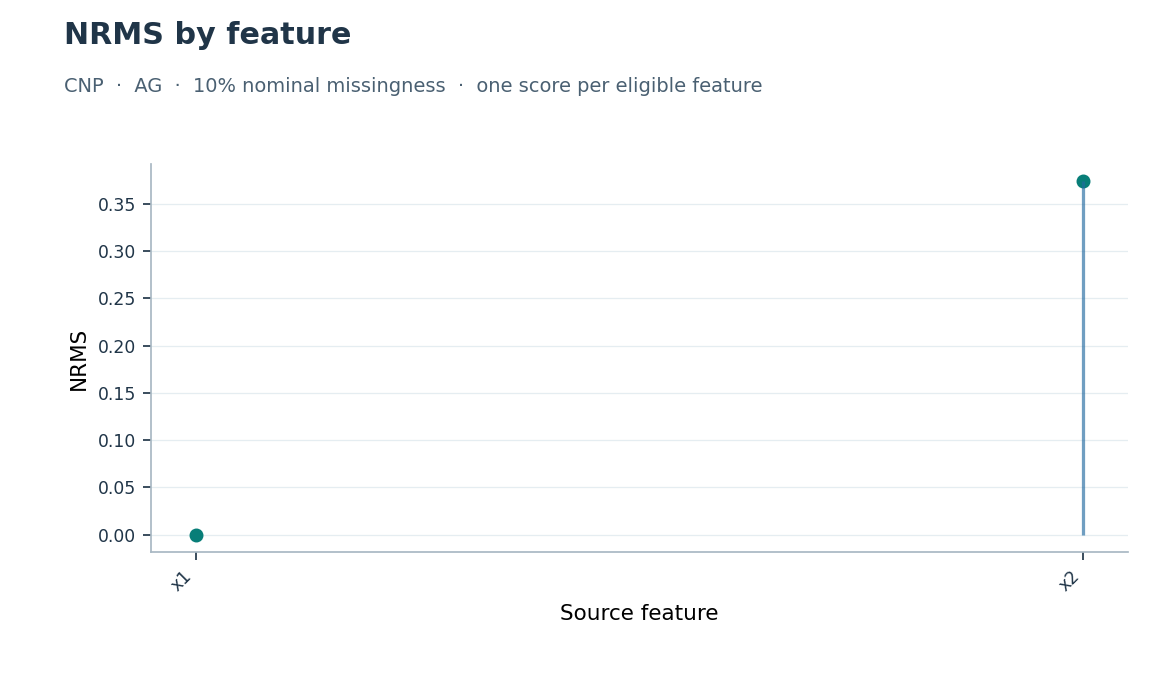 NRMS by feature
CNP · AG · 10% nominal missingness · one score per eligible feature
0.35
0.30
0.25
0.20
0.15
0.10
0.05
0.00
NRMS
x1
x2
Source feature